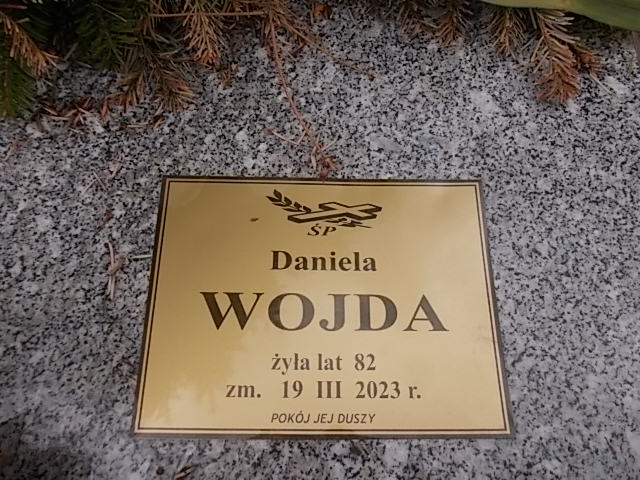 ŚP
Daniela
WOJDA
żyła lat 82
zm. 19 III 2023 r.
POKÓJ JEJ DUSZY